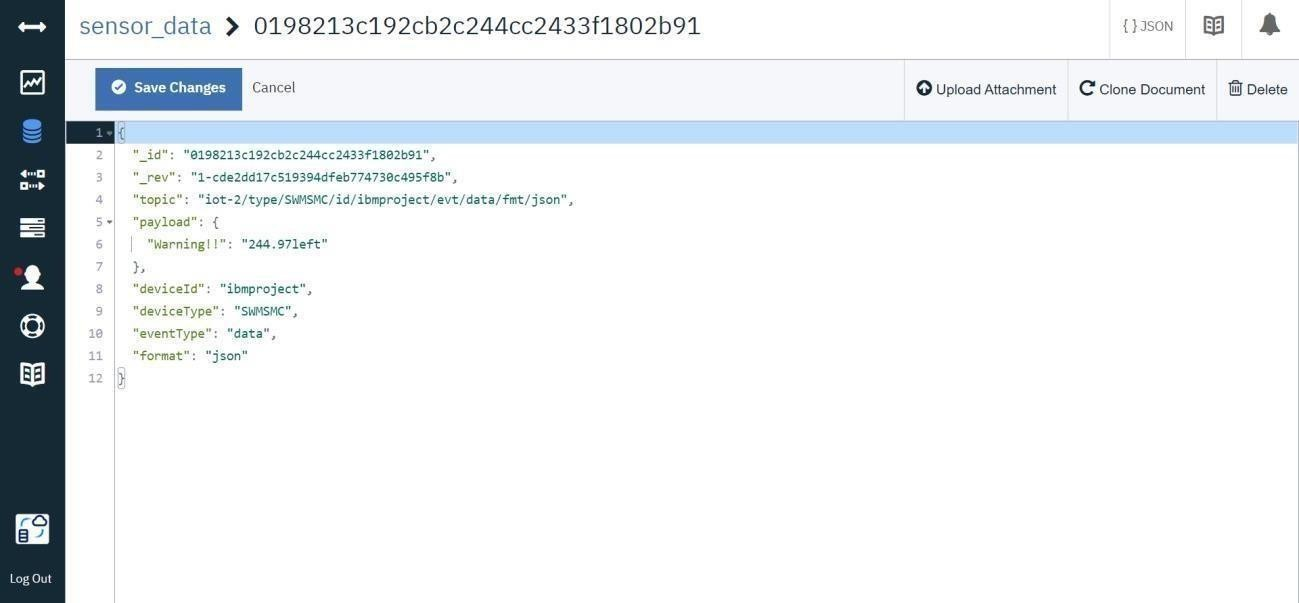 sensor_data > 0198213c192cb2c244cc2433f1802b91
{ } JSON
Save Changes Cancel
Upload Attachment Clone Document Delete
1 {
2 "_id": "0198213c192cb2c244cc2433f1802b91",
3 "_rev": "1-cde2dd17c519394dfeb774730c495f8b",
4 "topic": "iot-2/type/SWMSMC/id/ibmproject/evt/data/fmt/json",
5 "payload": {
6 "Warning!!": "244.97left"
7 },
8 "deviceId": "ibmproject",
9 "deviceType": "SWMSMC",
10 "eventType": "data",
11 "format": "json"
12 }
Log Out